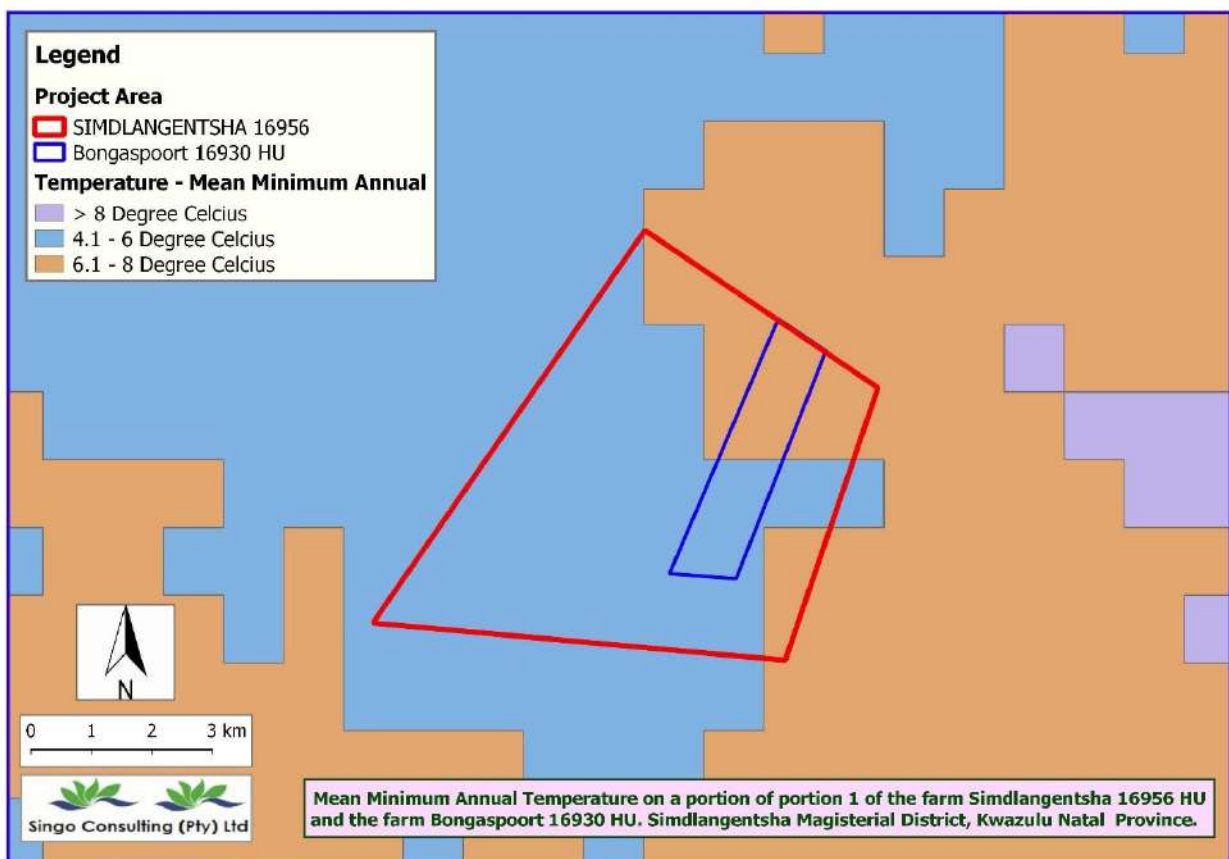 Legend
Project Area
SIMDLANGENTSHA 16956
Bongaspoort 16930 HU
Temperature - Mean Minimum Annual
> 8 Degree Celcius
4.1 - 6 Degree Celcius
6.1 - 8 Degree Celcius
N
0 1 2 3 km
Singo Consulting (Pty) Ltd
Mean Minimum Annual Temperature on a portion of portion 1 of the farm Simdlangentsha 16956 HU
and the farm Bongaspoort 16930 HU. Simdlangentsha Magisterial District, Kwazulu Natal Province.